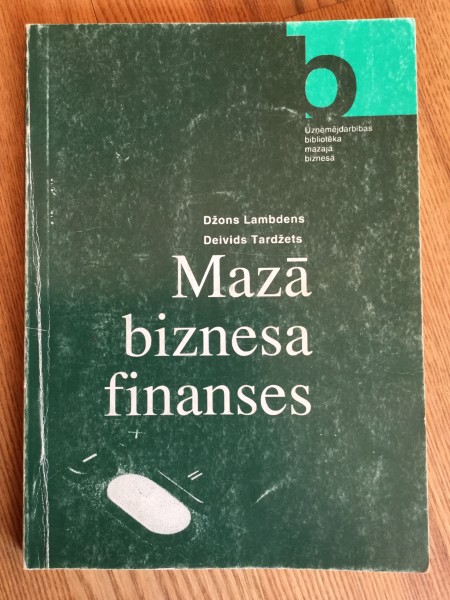 b
Uzņēmējdarbības
bibliotēka
mazajā
biznesā
Džons Lambdens
Deivids Tardžets
Mazā
biznesa
finanses